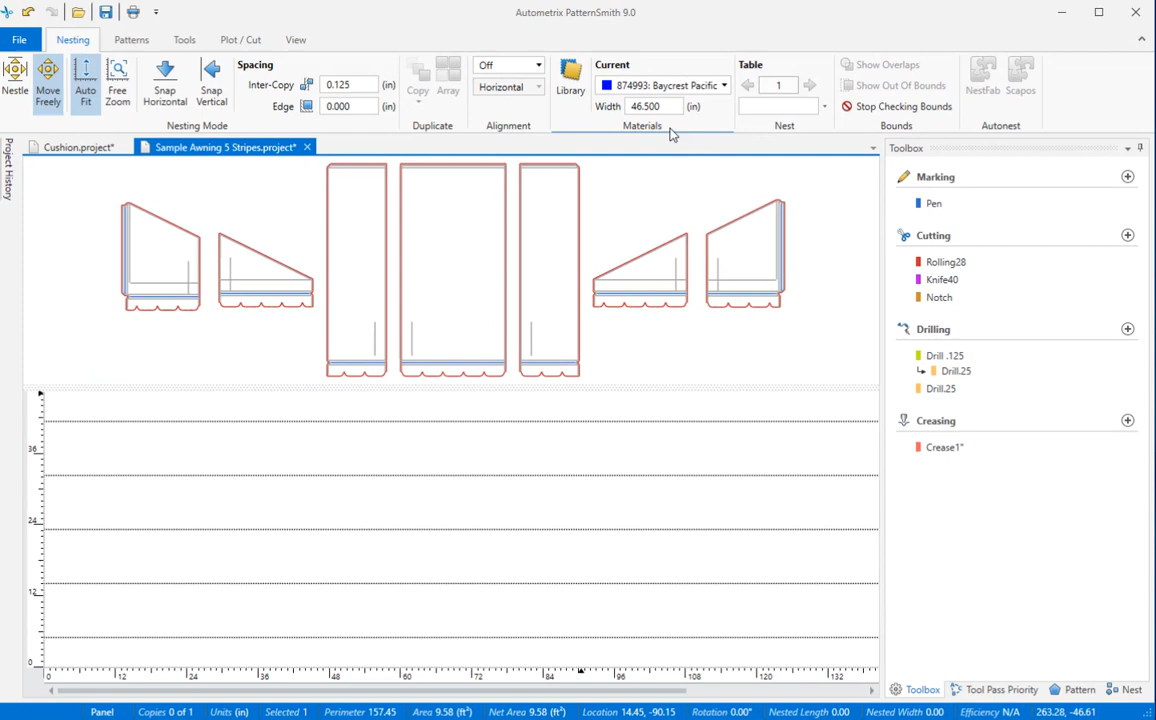 Autometrix PatternSmith 9.0
File Nesting Patterns Tools Plot / Cut View
Nestle
Move Freely
Auto Fit
Free Zoom
Snap Horizontal
Snap Vertical
Spacing
Inter-Copy 0.125 (in)
Edge 0.000 (in)
Nesting Mode
Copy
Array
Duplicate
Off
Horizontal
Alignment
Library
Current
874993: Baycrest Pacific
Width 46.500 (in)
Materials
Table
1
Nest
Show Overlaps
Show Out Of Bounds
Stop Checking Bounds
Bounds
NestFab
Scapos
Autonest
Project History
Cushion.project*
Sample Awning 5 Stripes.project*
36
24
12
0
0 12 24 36 48 60 72 84 96 108 120 132
Toolbox
Marking
Pen
Cutting
Rolling28
Knife40
Notch
Drilling
Drill .125
Drill.25
Drill.25
Creasing
Crease1"
Toolbox Tool Pass Priority Pattern Nest
Panel Copies 0 of 1 Units (in) Selected 1 Perimeter 157.45 Area 9.58 (ft²) Net Area 9.58 (ft²) Location 14.45, -90.15 Rotation 0.00° Nested Length 0.00 Nested Width 0.00 Efficiency N/A 263.28, -46.61